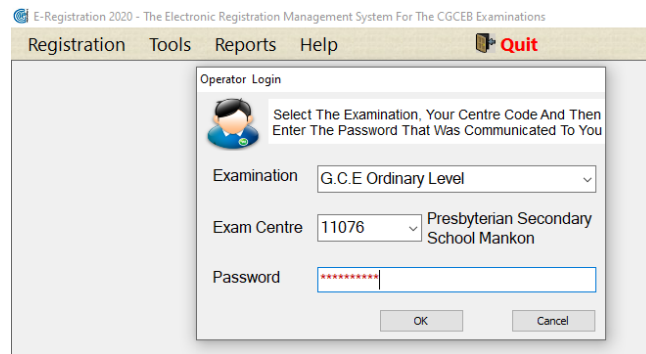 E-Registration 2020 - The Electronic Registration Management System For The CGCEB Examinations
Registration Tools Reports Help Quit
Operator Login
Select The Examination, Your Centre Code And Then
Enter The Password That Was Communicated To You
Examination G.C.E Ordinary Level
Exam Centre 11076 Presbyterian Secondary
School Mankon
Password **********
OK Cancel